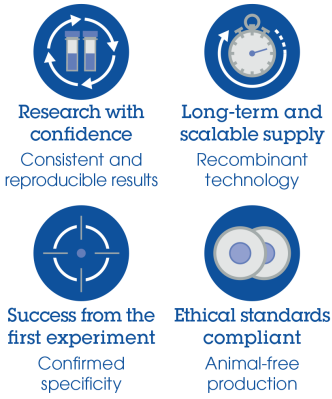 Research with
confidence
Consistent and
reproducible results
Long-term and
scalable supply
Recombinant
technology
Success from the
first experiment
Confirmed
specificity
Ethical standards
compliant
Animal-free
production